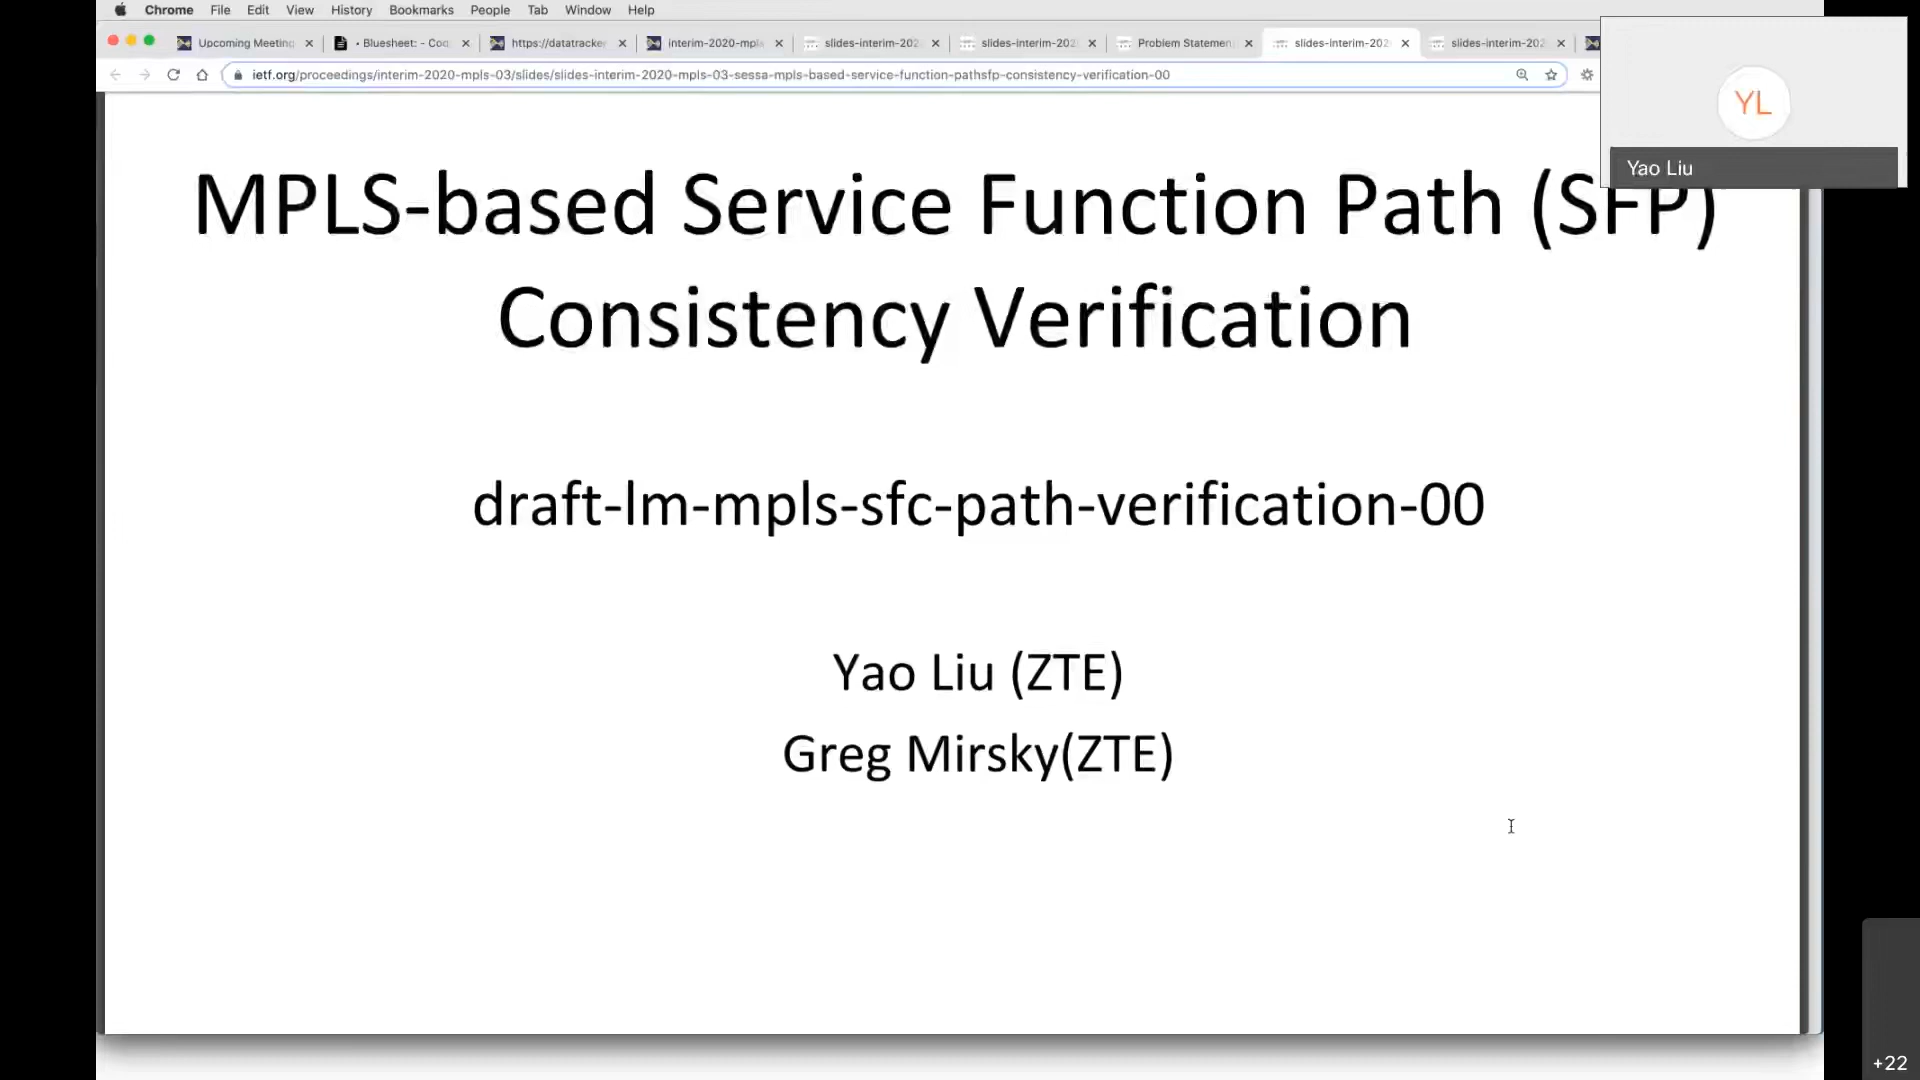 Chrome File Edit View History Bookmarks People Tab Window Help
Upcoming Meeting • Bluesheet: - Cod https://datatracker interim-2020-mpls slides-interim-202 slides-interim-202 Problem Statement slides-interim-202 slides-interim-202
ietf.org/proceedings/interim-2020-mpls-03/slides/slides-interim-2020-mpls-03-sessa-mpls-based-service-function-pathsfp-consistency-verification-00
YL
Yao Liu
MPLS-based Service Function Path (SFP)
Consistency Verification
draft-lm-mpls-sfc-path-verification-00
Yao Liu (ZTE)
Greg Mirsky(ZTE)
+22